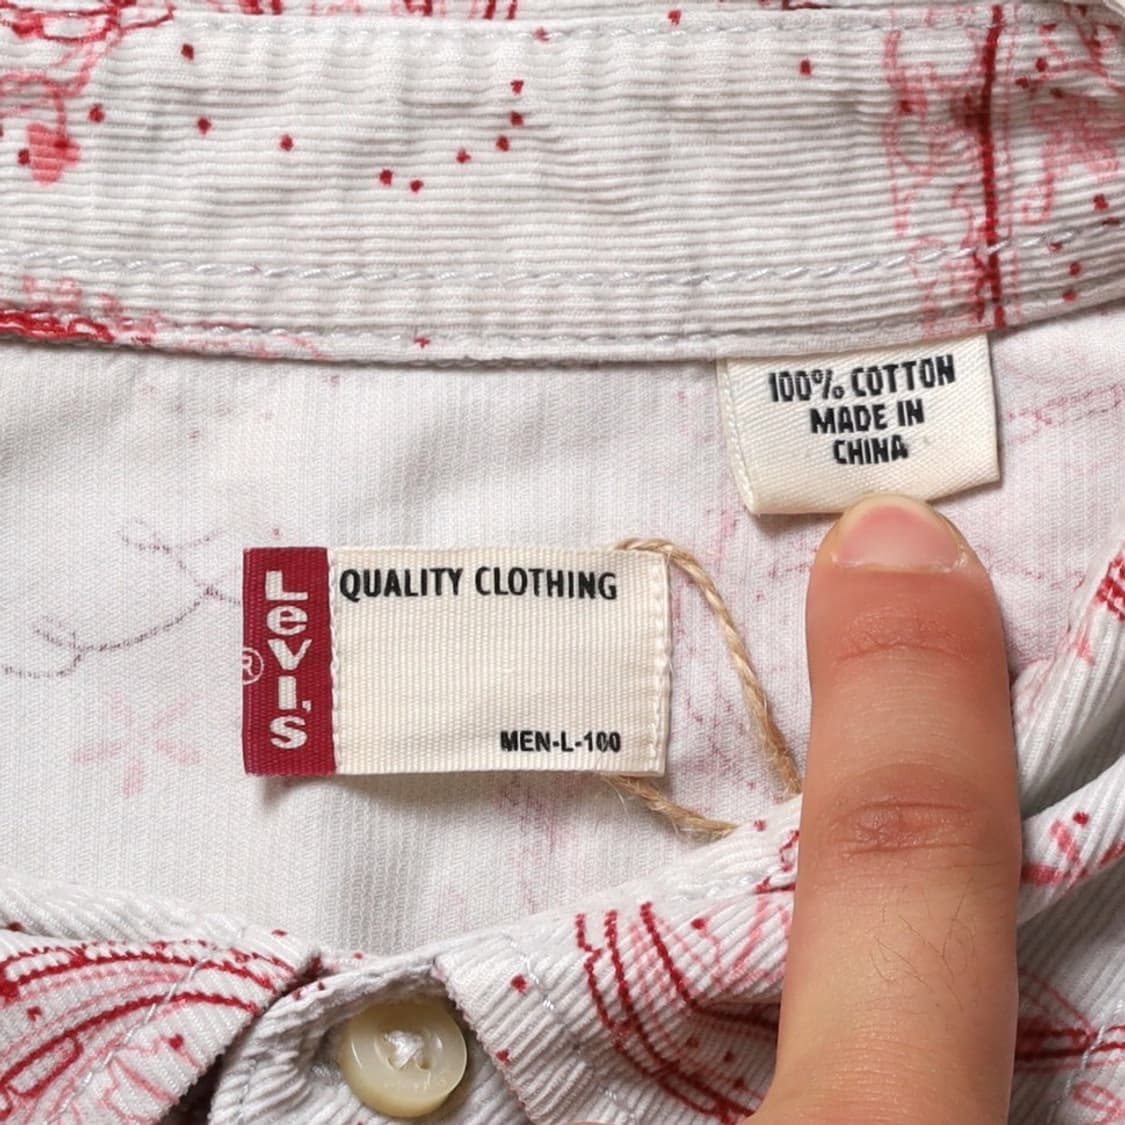 100% COTTON
MADE IN
CHINA
LeVI'S
®
QUALITY CLOTHING
MEN-L-100